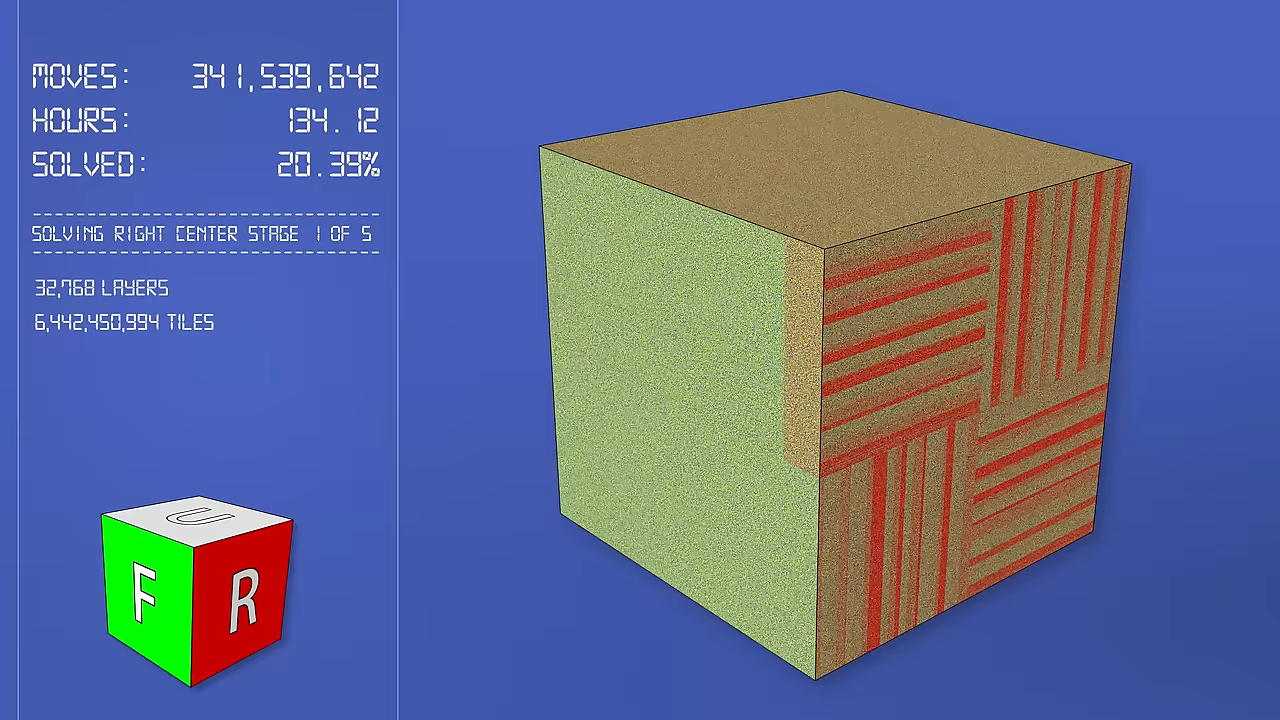 MOVES: 341,539,642
HOURS: 134.12
SOLVED: 20.39%
SOLVING RIGHT CENTER STAGE 1 OF 5
32,768 LAYERS
6,442,450,994 TILES
U
F R